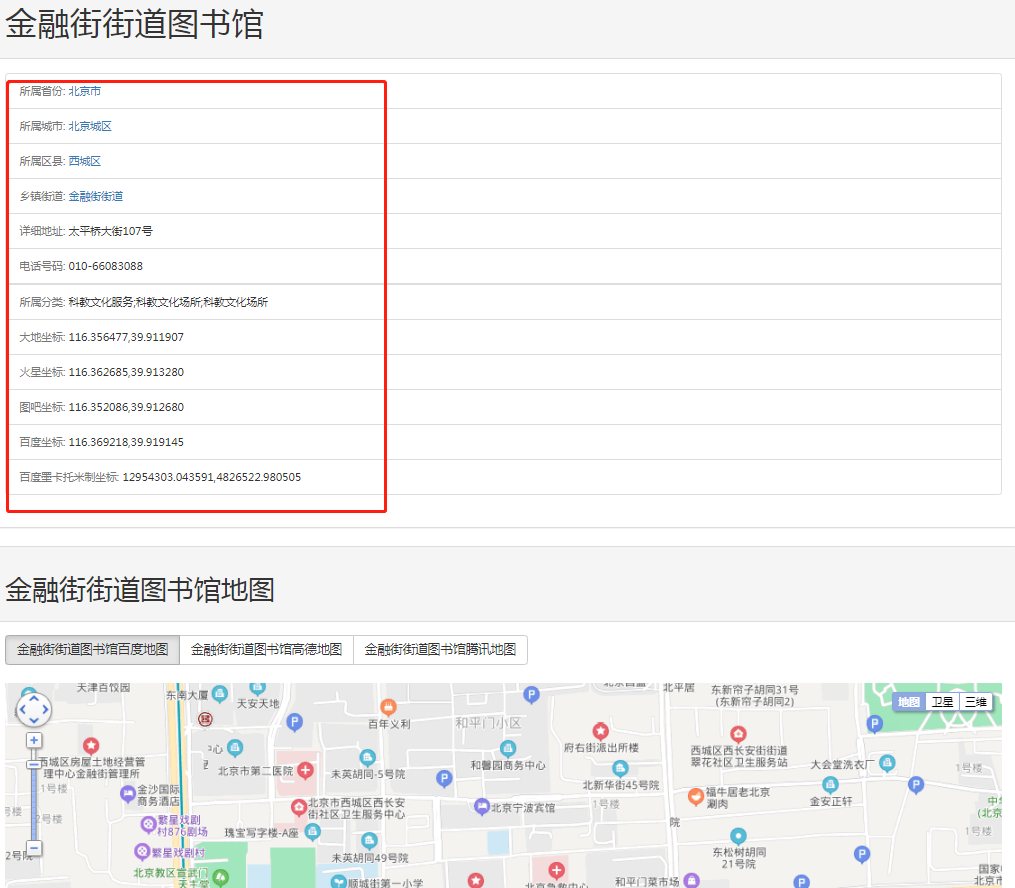 金融街街道图书馆
所属省份: 北京市
所属城市: 北京城区
所属区县: 西城区
乡镇街道: 金融街街道
详细地址: 太平桥大街107号
电话号码: 010-66083088
所属分类: 科教文化服务;科教文化场所;科教文化场所
大地坐标: 116.356477,39.911907
火星坐标: 116.362685,39.913280
图吧坐标: 116.352086,39.912680
百度坐标: 116.369218,39.919145
百度墨卡托米制坐标: 12954303.043591,4826522.980505
金融街街道图书馆地图
金融街街道图书馆百度地图 金融街街道图书馆高德地图 金融街街道图书馆腾讯地图
天津百饺园
东南大厦
天安天地
百年义利
和平门小区
北平居
东新帘子胡同31号
(东新帘子胡同2)
地图 卫星 三维
西城区房屋土地经营管
理中心金融街管理所
1号楼
北京市第二医院
未英胡同-5号院
和馨园商务中心
府右街派出所
北新华街45号院
西城区西长安街街道
翠花社区卫生服务站
大会堂洗衣厂
1号楼
金沙国际
商务酒店
号楼
2号楼
北京市西城区西长安
街社区卫生服务中心
北京宁波宾馆
1号楼
福牛居老北京
涮肉
金安正轩
繁星戏剧
村876剧场
瑰宝写字楼-A座
院
1号楼
繁星戏剧村
未英胡同49号院
东松树胡同
21号院
2号院
北京教区宣武门
天主堂
顺城街第一小学
北京急救中心
和平门菜市场
国家
北京市